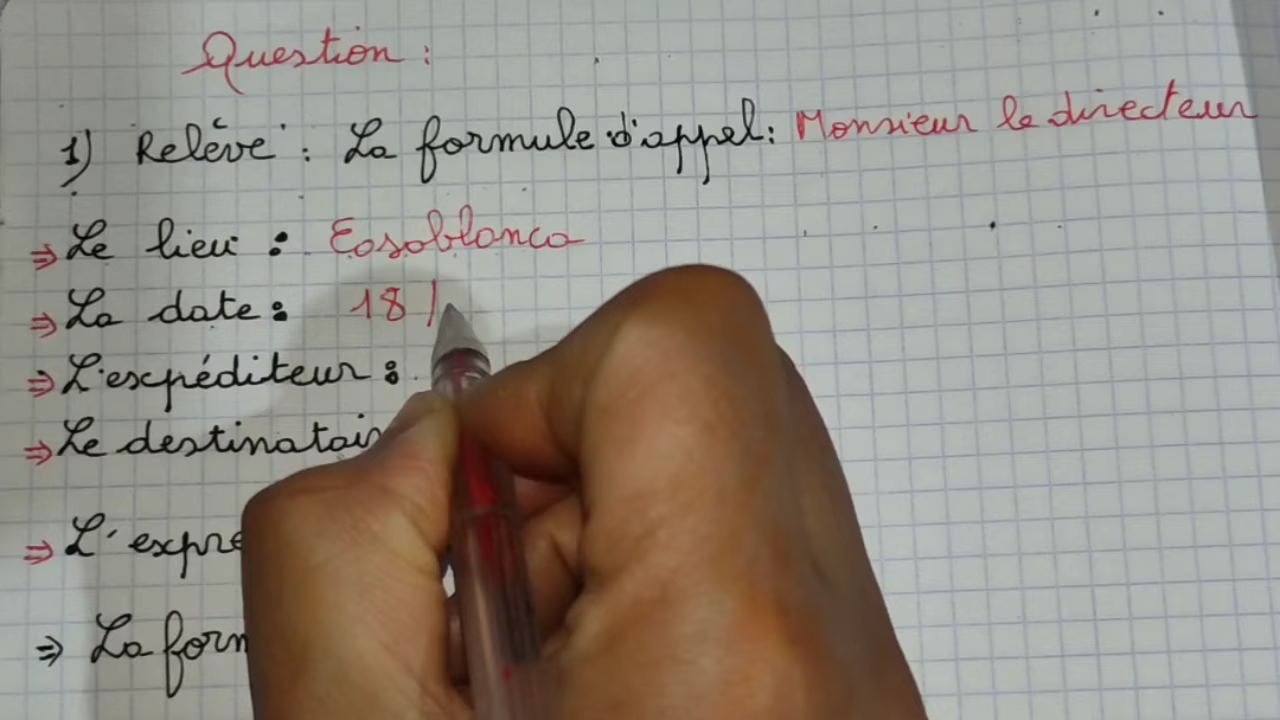 Question :
1) Relève : La formule d'appel : Monsieur le directeur
⇒ Le lieu : Casablanca
⇒ La date : 18 /
⇒ L'expéditeur :
⇒ Le destinatair
⇒ L'expre
⇒ La form